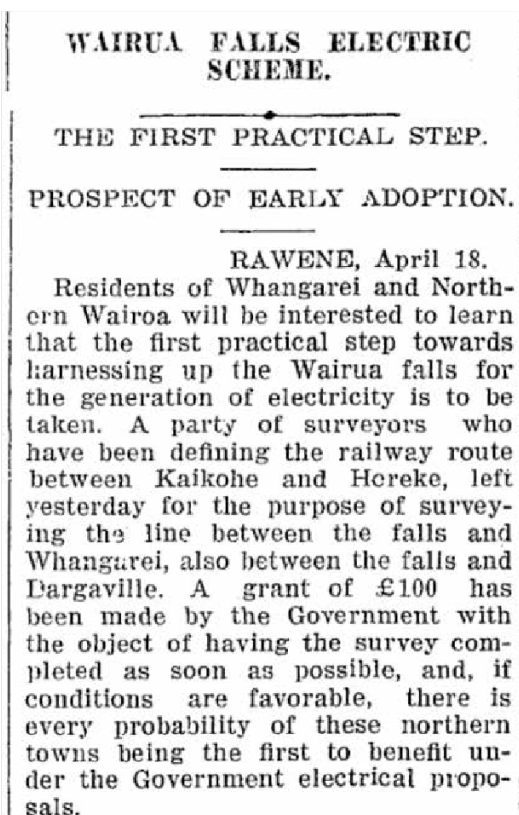 WAIRUA FALLS ELECTRIC
SCHEME.
THE FIRST PRACTICAL STEP.
PROSPECT OF EARLY ADOPTION.
RAWENE, April 18.
Residents of Whangarei and North-
ern Wairoa will be interested to learn
that the first practical step towards
harnessing up the Wairua falls for
the generation of electricity is to be
taken. A party of surveyors who
have been defining the railway route
between Kaikohe and Hereke, left
yesterday for the purpose of survey-
ing the line between the falls and
Whangarei, also between the falls and
Dargaville. A grant of £100 has
been made by the Government with
the object of having the survey com-
pleted as soon as possible, and, if
conditions are favorable, there is
every probability of these northern
towns being the first to benefit un-
der the Government electrical propo-
sals.